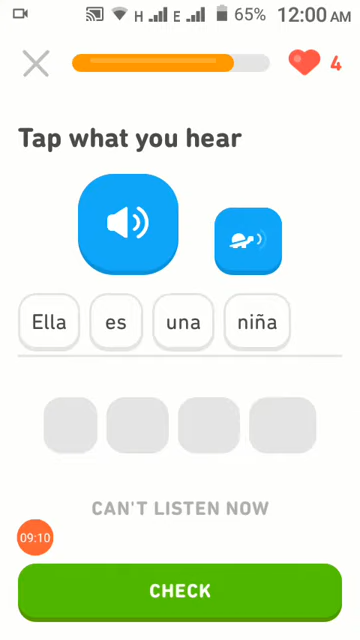 H E 65% 12:00 AM
4
Tap what you hear
Ella es una niña
CAN'T LISTEN NOW
09:10
CHECK